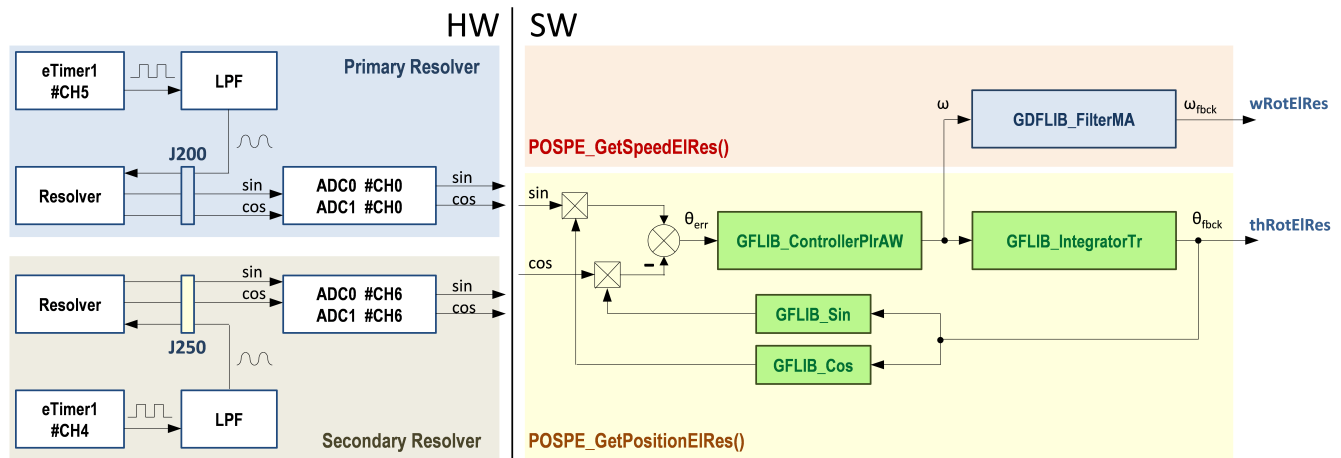 HW
SW
Primary Resolver
eTimer1
#CH5
LPF
J200
Resolver
sin
cos
ADC0 #CH0
ADC1 #CH0
sin
cos
Resolver
sin
cos
J250
ADC0 #CH6
ADC1 #CH6
sin
cos
eTimer1
#CH4
LPF
Secondary Resolver
ω
GDFLIB_FilterMA
ωfbck
wRotElRes
POSPE_GetSpeedElRes()
sin
cos
-
θerr
GFLIB_ControllerPIrAW
GFLIB_IntegratorTr
θfbck
thRotElRes
GFLIB_Sin
GFLIB_Cos
POSPE_GetPositionElRes()